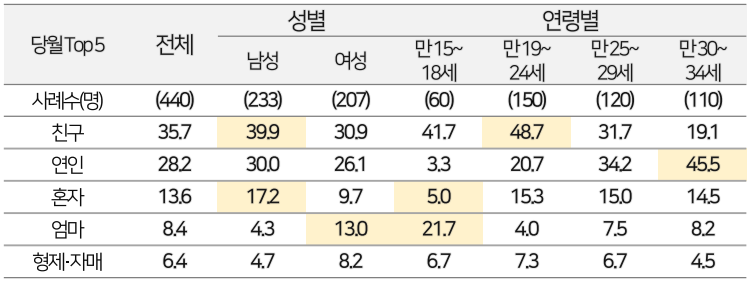 당월Top 5 전체 성별 연령별
남성 여성 만15~ 만19~ 만25~ 만30~
18세 24세 29세 34세
사례수(명) (440) (233) (207) (60) (150) (120) (110)
친구 35.7 39.9 30.9 41.7 48.7 31.7 19.1
연인 28.2 30.0 26.1 3.3 20.7 34.2 45.5
혼자 13.6 17.2 9.7 5.0 15.3 15.0 14.5
엄마 8.4 4.3 13.0 21.7 4.0 7.5 8.2
형제·자매 6.4 4.7 8.2 6.7 7.3 6.7 4.5